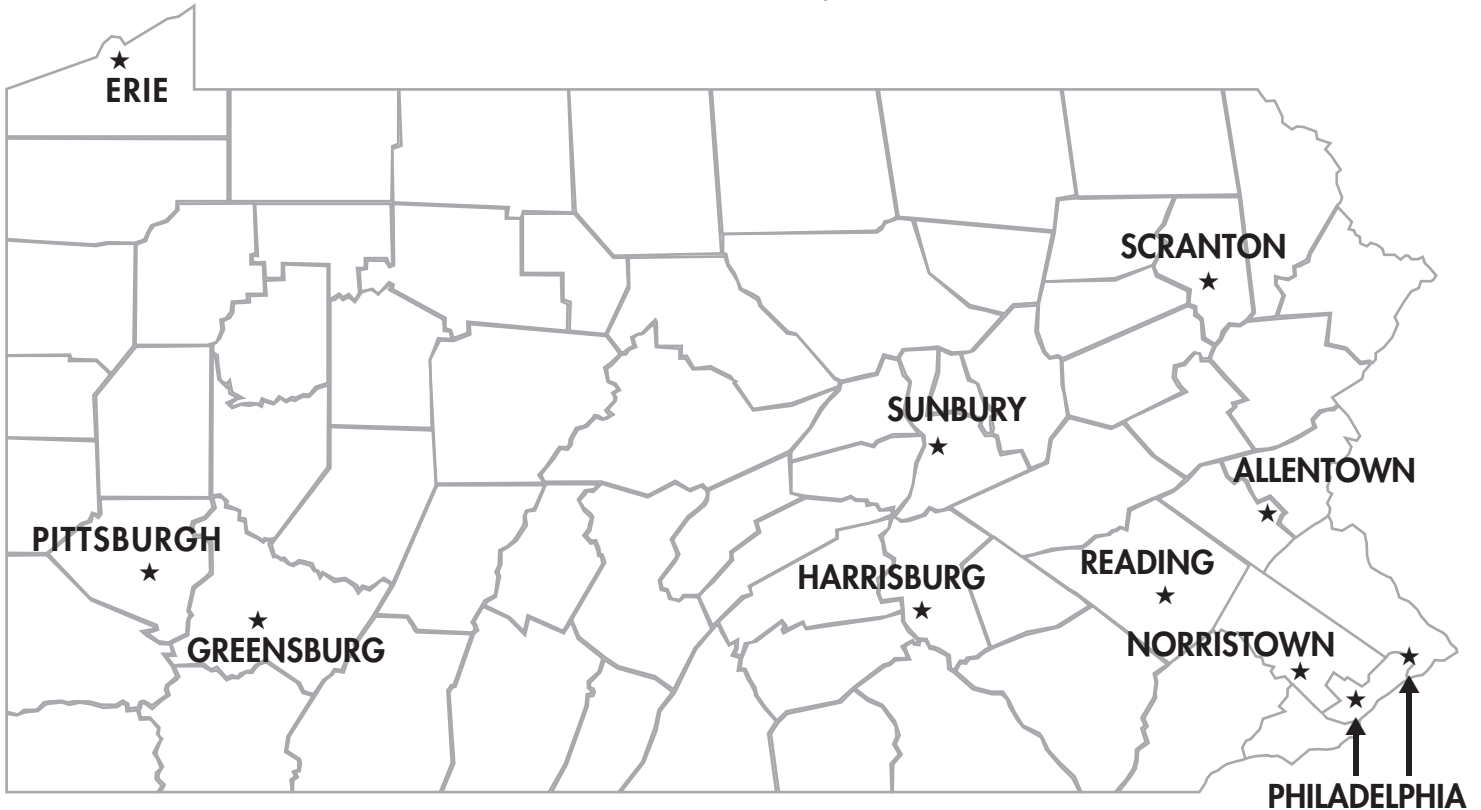 ERIE
SCRANTON
SUNBURY
ALLENTOWN
PITTSBURGH
READING
HARRISBURG
NORRISTOWN
GREENSBURG
PHILADELPHIA